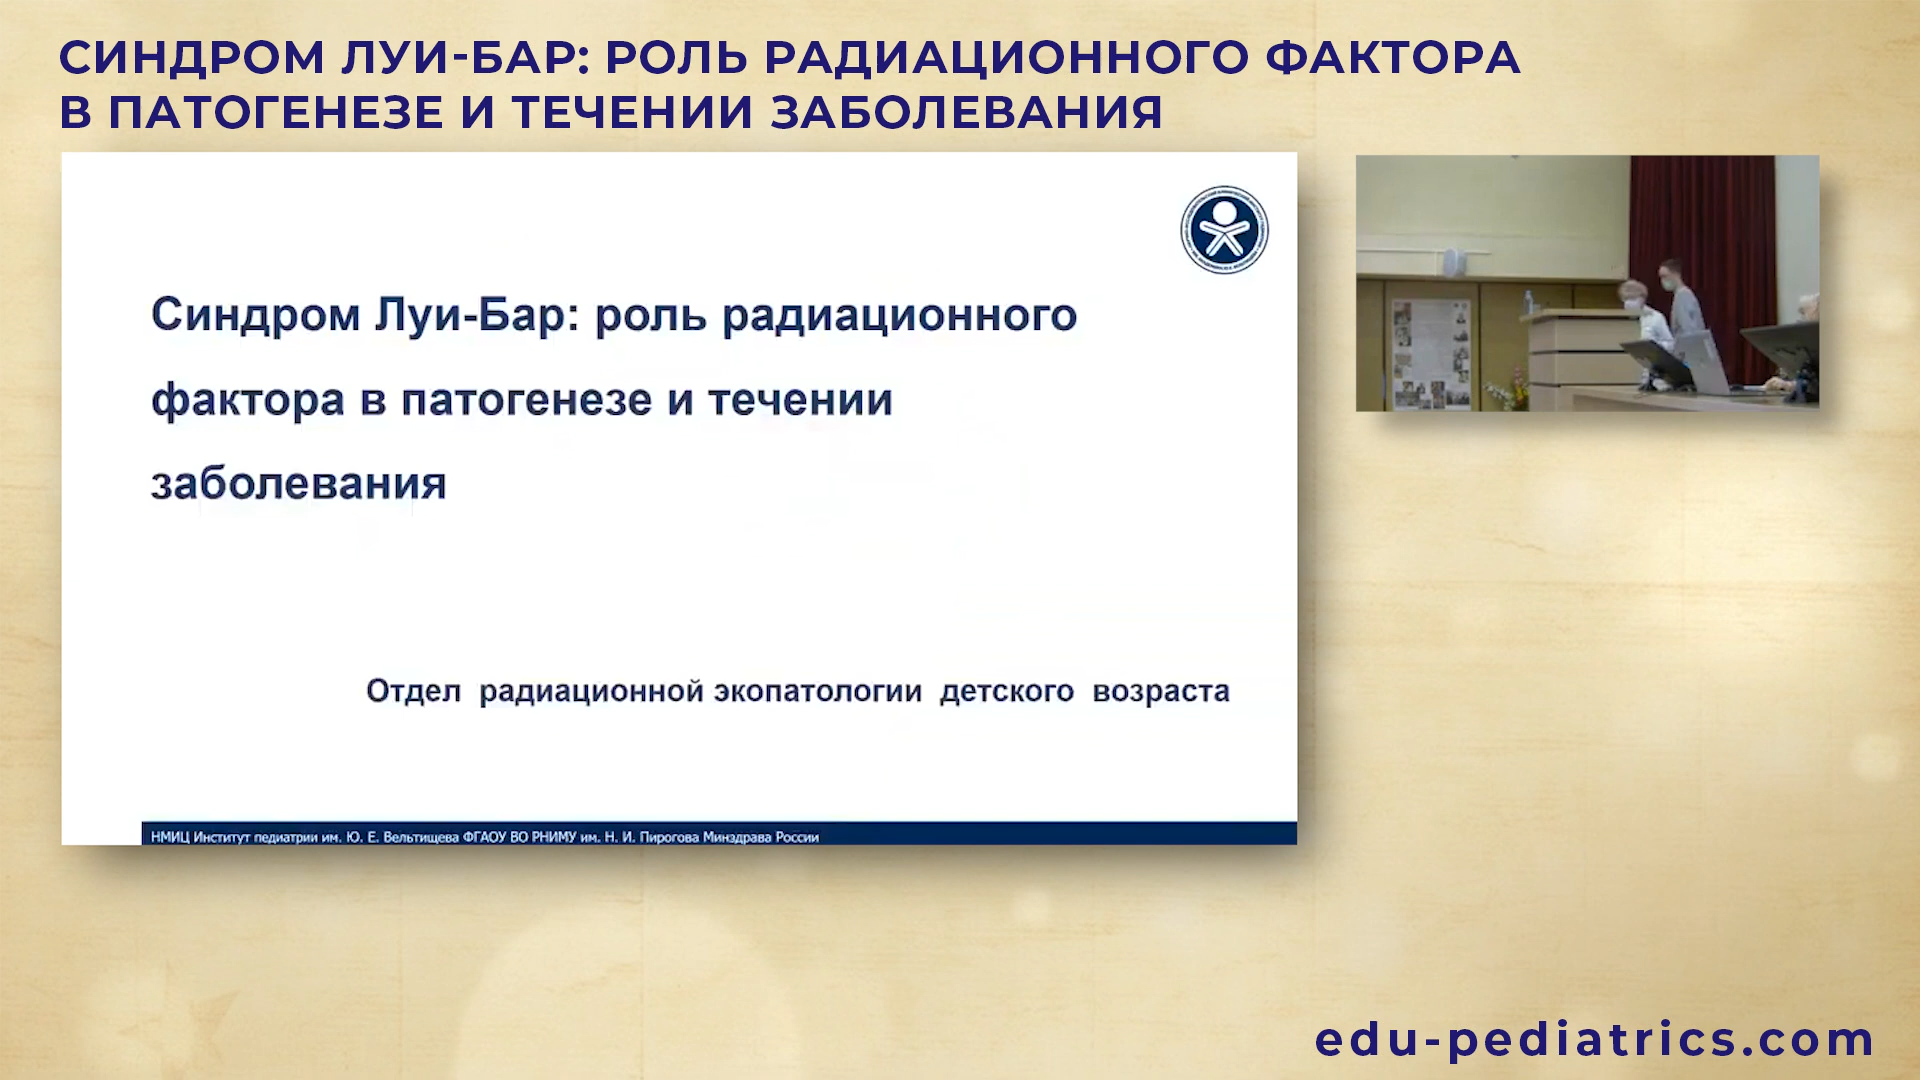 СИНДРОМ ЛУИ-БАР: РОЛЬ РАДИАЦИОННОГО ФАКТОРА
В ПАТОГЕНЕЗЕ И ТЕЧЕНИИ ЗАБОЛЕВАНИЯ
Синдром Луи-Бар: роль радиационного
фактора в патогенезе и течении
заболевания
Отдел радиационной экопатологии детского возраста
НМИЦ Институт педиатрии им. Ю. Е. Вельтищева ФГАОУ ВО РНИМУ им. Н. И. Пирогова Минздрава России
edu-pediatrics.com